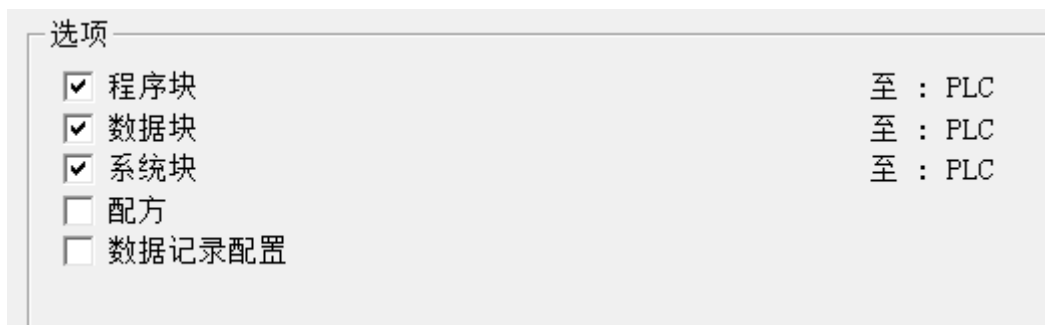 选项
程序块 至 : PLC
数据块 至 : PLC
系统块 至 : PLC
配方
数据记录配置